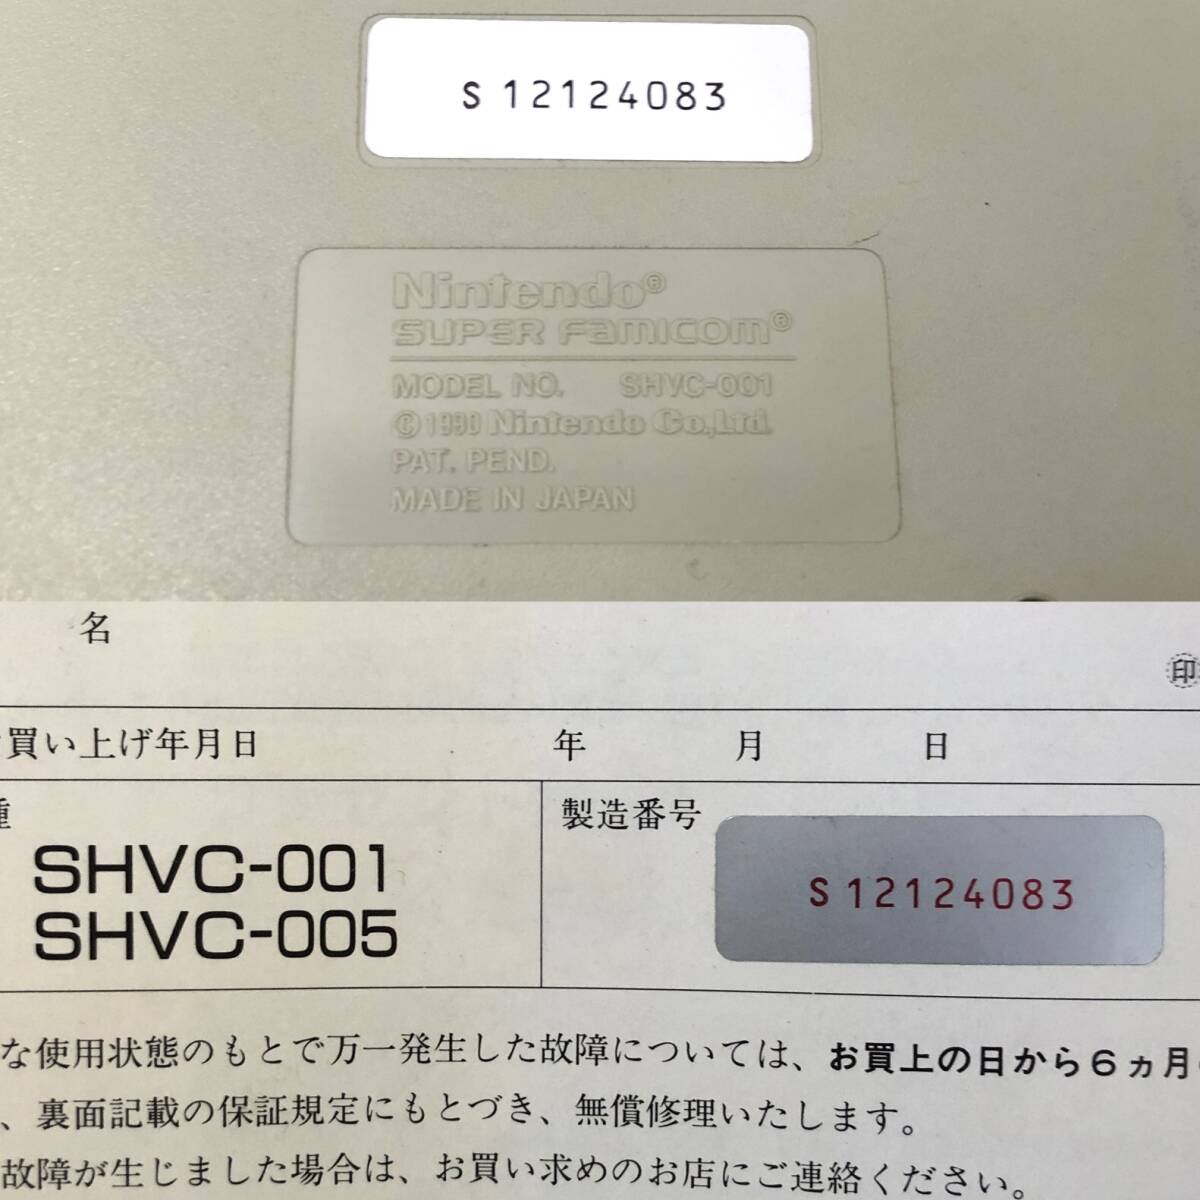 S 12124083
Nintendo®
SUPER FAMICOM®
MODEL NO. SHVC-001
©1990 Nintendo Co.,Ltd.
PAT. PEND.
MADE IN JAPAN
名
印
買い上げ年月日 年 月 日
種 製造番号
SHVC-001
SHVC-005
S 12124083
な使用状態のもとで万一発生した故障については、お買上の日から6ヵ月
、裏面記載の保証規定にもとづき、無償修理いたします。
故障が生じました場合は、お買い求めのお店にご連絡ください。